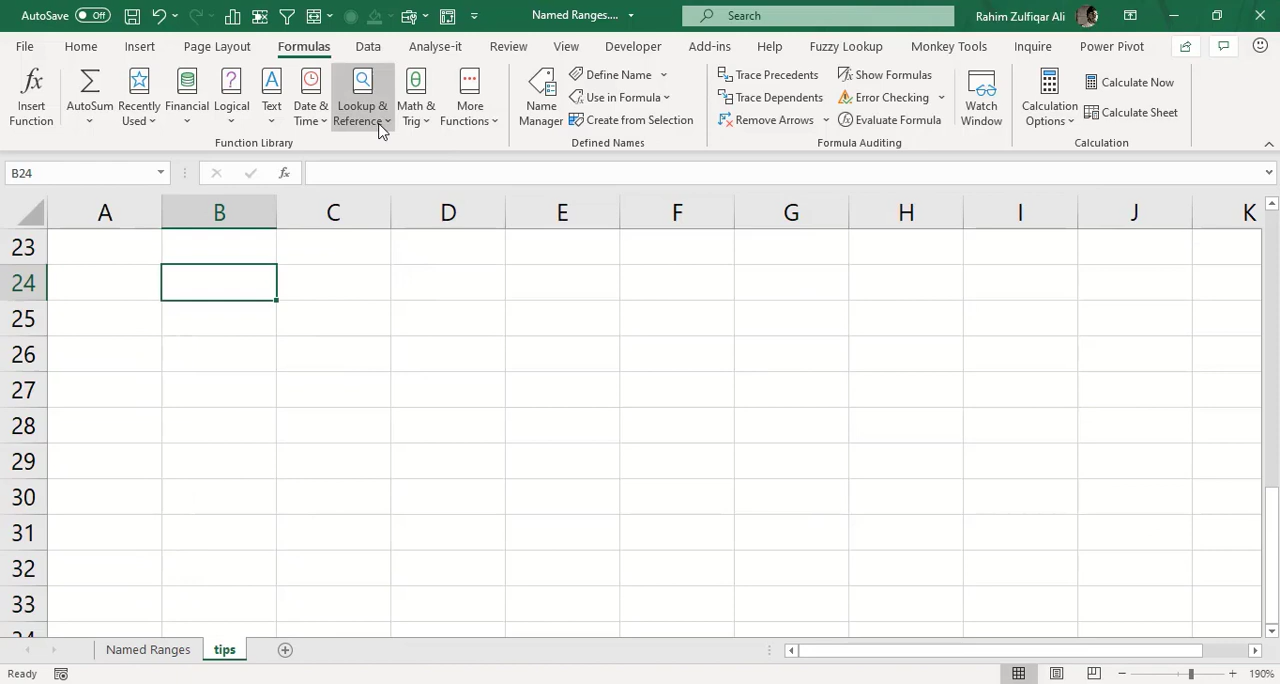 AutoSave Off Named Ranges.... Search Rahim Zulfiqar Ali
File Home Insert Page Layout Formulas Data Analyse-it Review View Developer Add-ins Help Fuzzy Lookup Monkey Tools Inquire Power Pivot
Insert Function
AutoSum
Recently Used
Financial
Logical
Text
Date & Time
Lookup & Reference
Math & Trig
More Functions
Function Library
Name Manager
Define Name
Use in Formula
Create from Selection
Defined Names
Trace Precedents
Trace Dependents
Remove Arrows
Show Formulas
Error Checking
Evaluate Formula
Formula Auditing
Watch Window
Calculation Options
Calculate Now
Calculate Sheet
Calculation
B24 fx
A B C D E F G H I J K
23
24
25
26
27
28
29
30
31
32
33
Named Ranges tips
Ready 190%